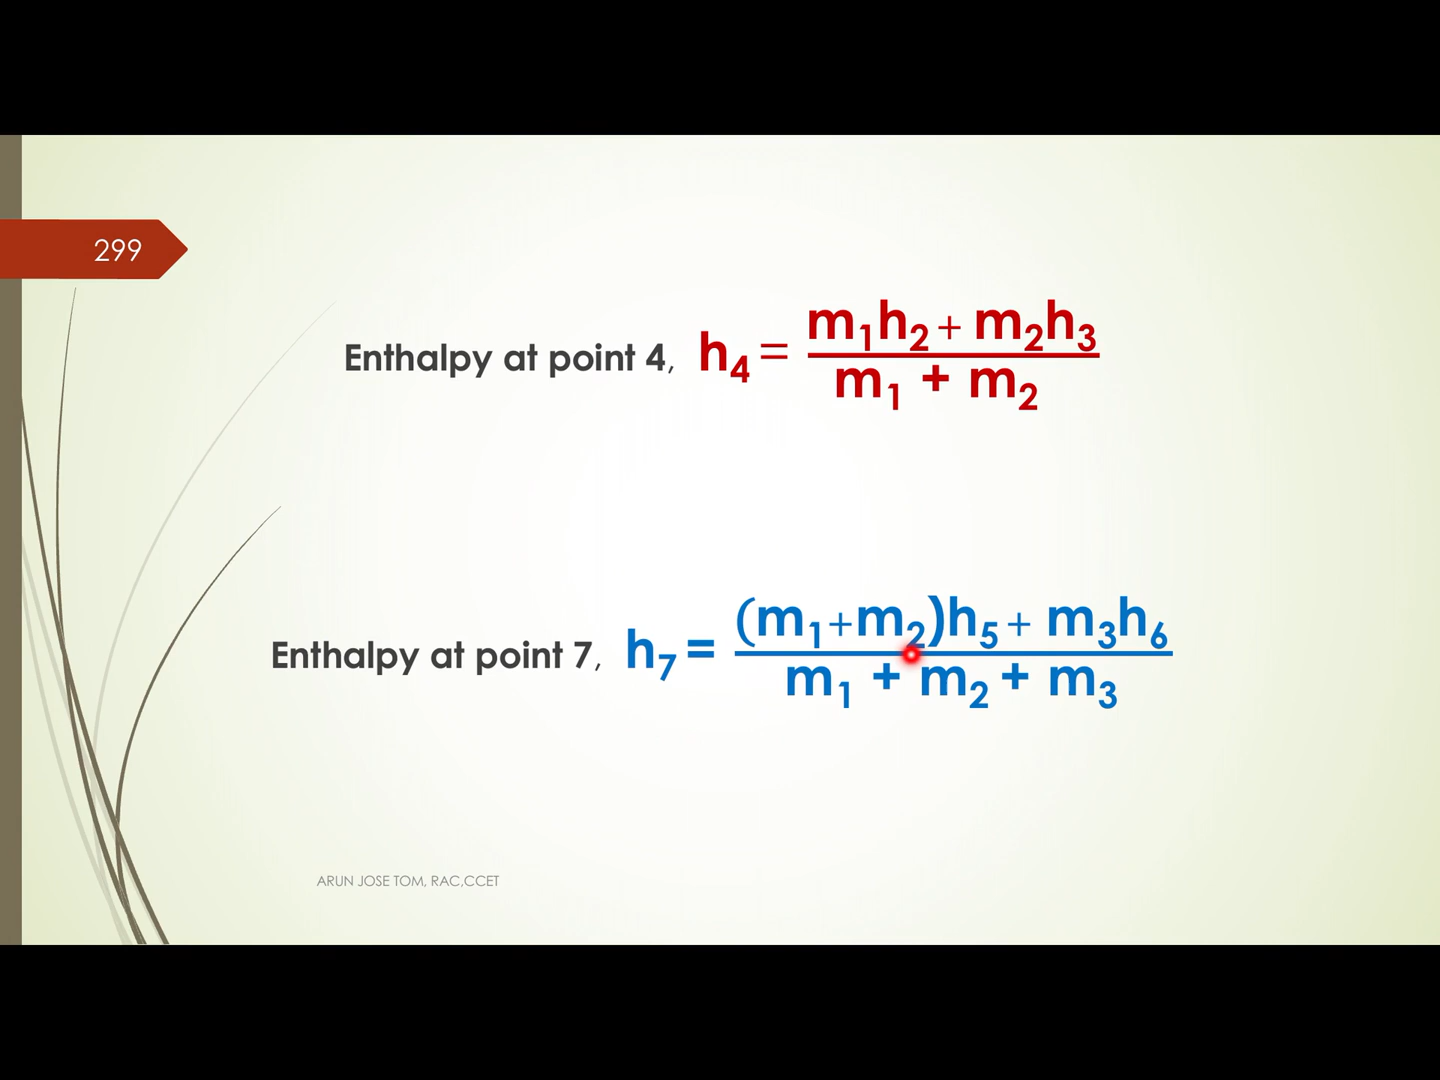 299
Enthalpy at point 4, h₄ = (m₁h₂ + m₂h₃) / (m₁ + m₂)
Enthalpy at point 7, h₇ = ((m₁+m₂)h₅ + m₃h₆) / (m₁ + m₂ + m₃)
ARUN JOSE TOM, RAC,CCET